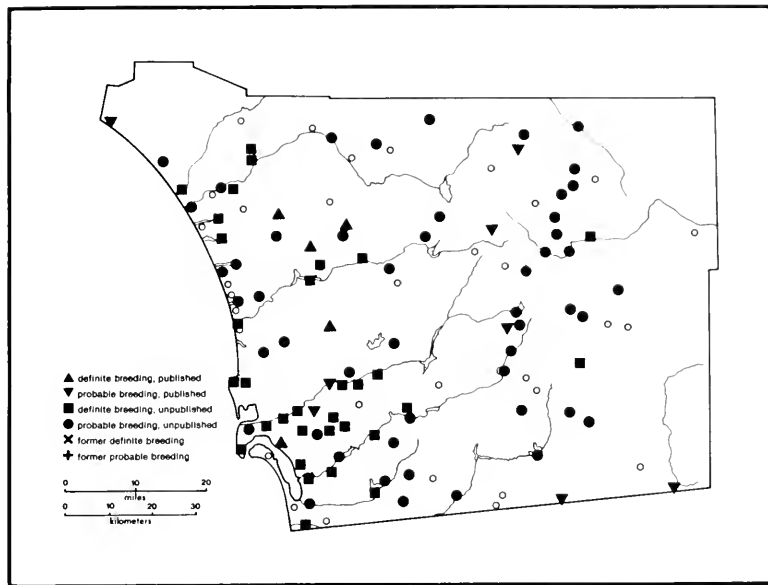 definite breeding, published
probable breeding, published
definite breeding, unpublished
probable breeding, unpublished
former definite breeding
former probable breeding
0 10 20
miles
0 10 20 30
kilometers